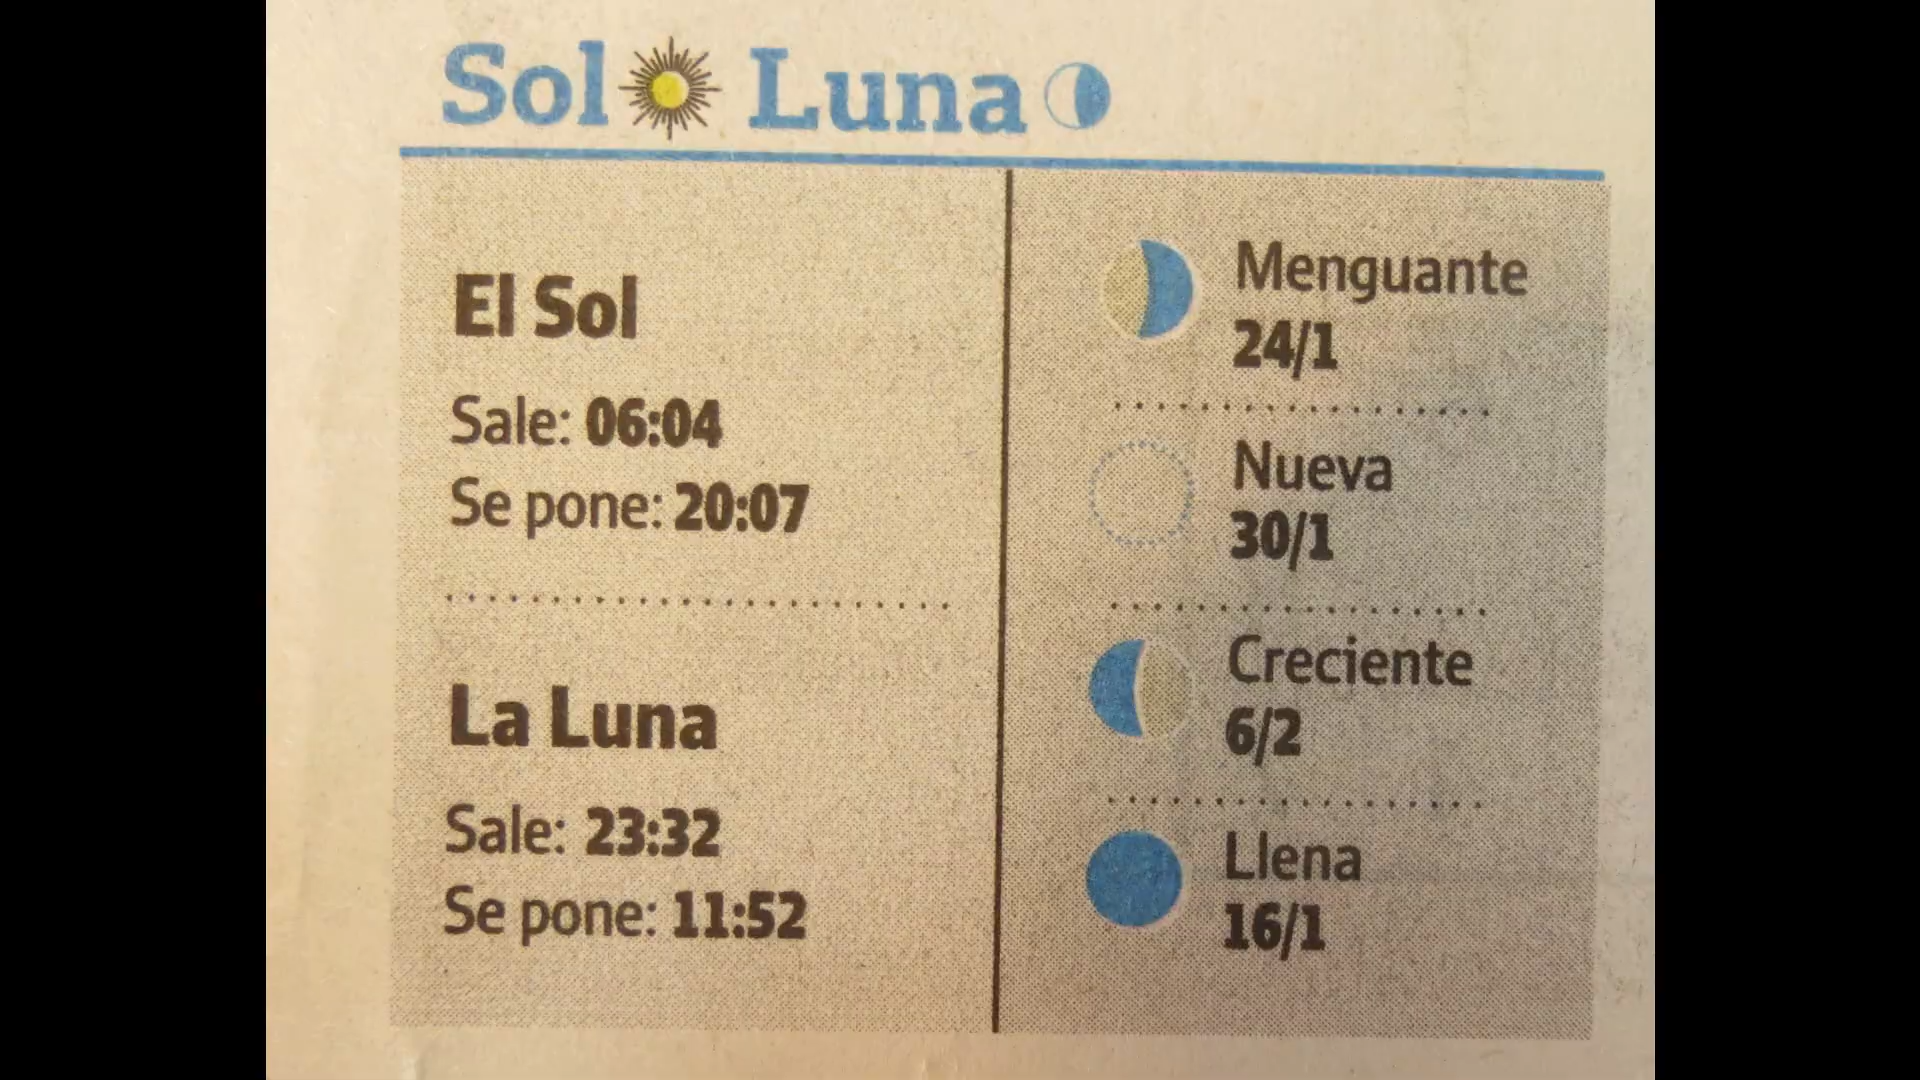 Sol Luna
El Sol
Sale: 06:04
Se pone: 20:07
La Luna
Sale: 23:32
Se pone: 11:52
Menguante
24/1
Nueva
30/1
Creciente
6/2
Llena
16/1